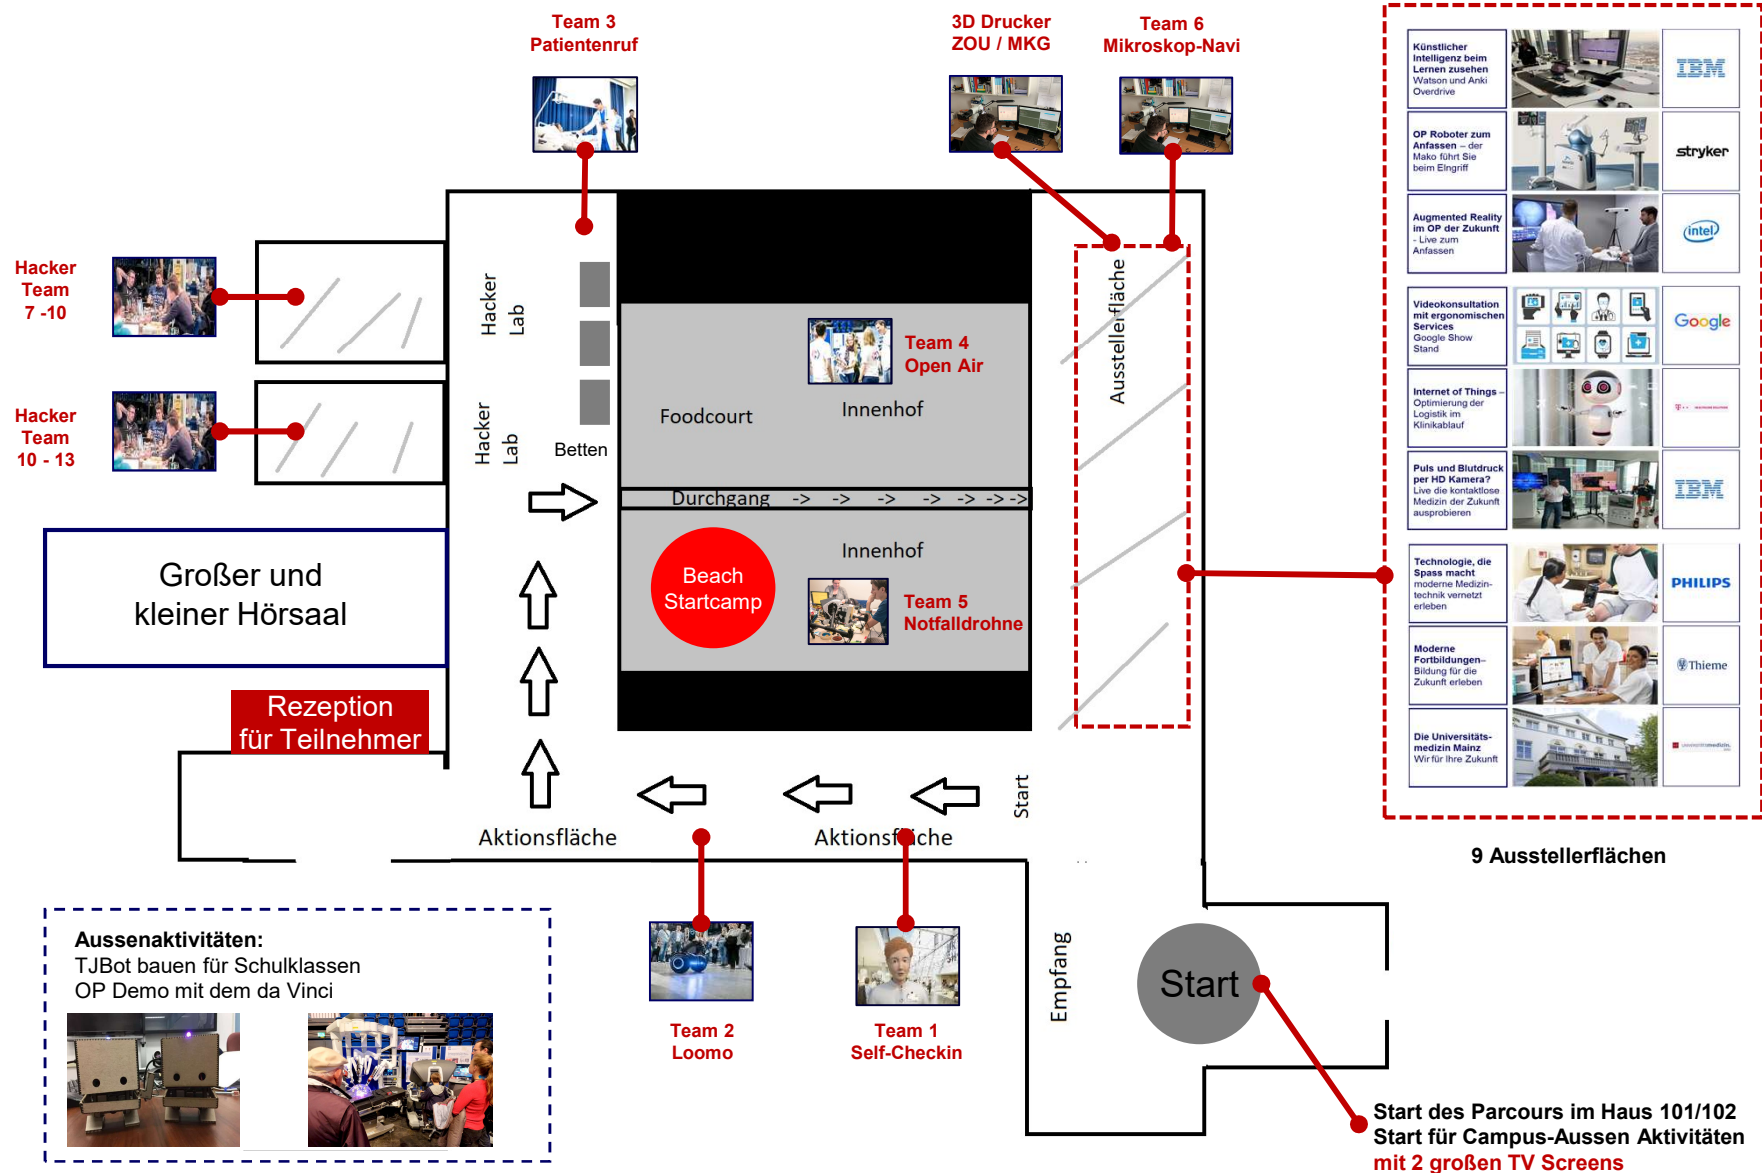 Team 3
Patientenruf
3D Drucker
ZOU / MKG
Team 6
Mikroskop-Navi
Hacker
Team
7 -10
Hacker
Team
10 - 13
Hacker
Lab
Hacker
Lab
Betten
Team 4
Open Air
Foodcourt
Innenhof
Durchgang -> -> -> -> -> -> ->
Innenhof
Beach
Startcamp
Team 5
Notfalldrohne
Ausstellerfläche
Großer und
kleiner Hörsaal
Rezeption
für Teilnehmer
Start
Aktionsfläche
Aktionsfläche
Team 2
Loomo
Team 1
Self-Checkin
Empfang
Start
Start des Parcours im Haus 101/102
Start für Campus-Aussen Aktivitäten
mit 2 großen TV Screens
Aussenaktivitäten:
TJBot bauen für Schulklassen
OP Demo mit dem da Vinci
Künstlicher
Intelligenz beim
Lernen zusehen
Watson und Anki
Overdrive
IBM
OP Roboter zum
Anfassen – der
Mako führt Sie
beim EIngriff
stryker
Augmented Reality
im OP der Zukunft
- Live zum
Anfassen
intel
Videokonsultation
mit ergonomischen
Services
Google Show
Stand
Google
Internet of Things –
Optimierung der
Logistik im
Klinikablauf
Puls und Blutdruck
per HD Kamera?
Live die kontaktlose
Medizin der Zukunft
ausprobieren
IBM
Technologie, die
Spass macht
moderne Medizin-
technik vernetzt
erleben
PHILIPS
Moderne
Fortbildungen–
Bildung für die
Zukunft erleben
Thieme
Die Universitäts-
medizin Mainz
Wir für Ihre Zukunft
universitätsmedizin.
9 Ausstellerflächen